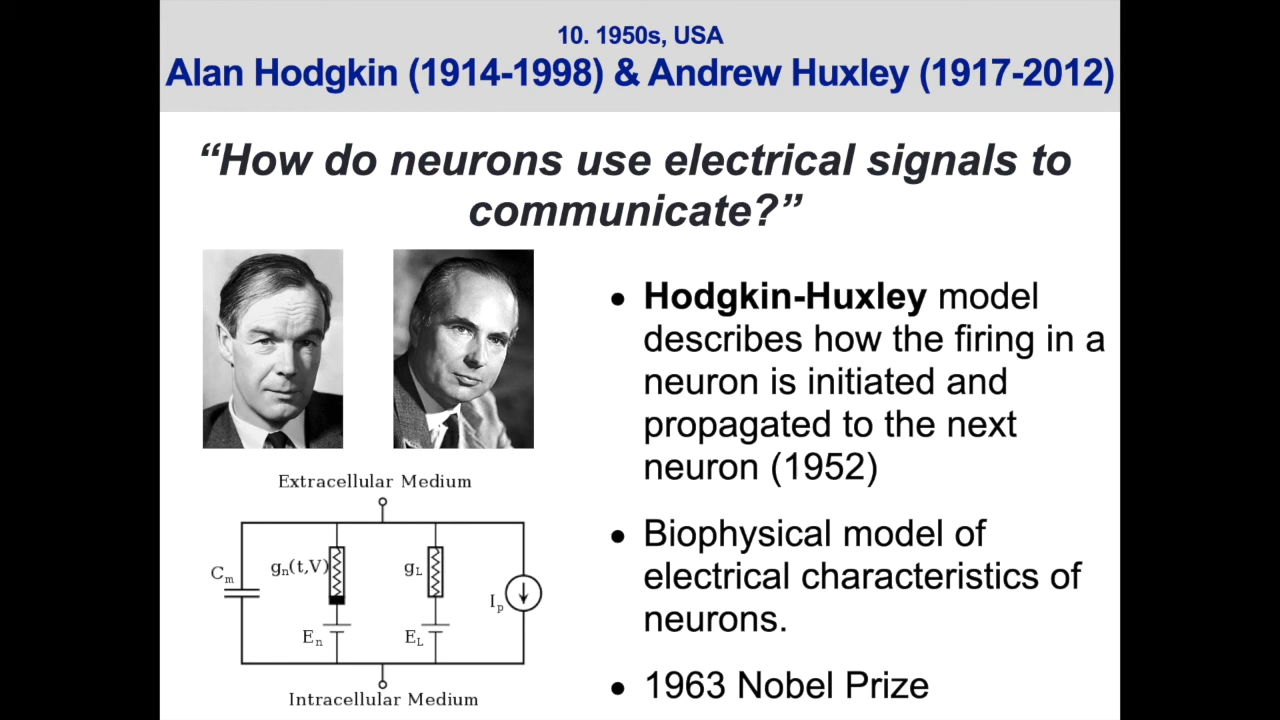 10. 1950s, USA
Alan Hodgkin (1914-1998) & Andrew Huxley (1917-2012)
“How do neurons use electrical signals to
communicate?”
• Hodgkin-Huxley model
describes how the firing in a
neuron is initiated and
propagated to the next
neuron (1952)
• Biophysical model of
electrical characteristics of
neurons.
• 1963 Nobel Prize
Extracellular Medium
Cm
gn(t,V)
gL
Ip
En
EL
Intracellular Medium